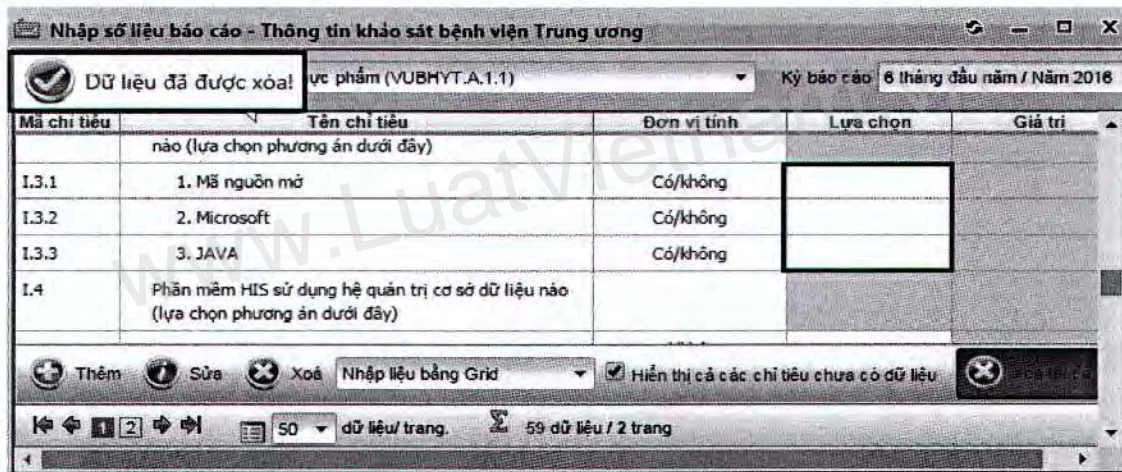 Nhập số liệu báo cáo - Thông tin khảo sát bệnh viện Trung ương
Dữ liệu đã được xóa!
ực phẩm (VUBHYT.A.1.1)
Kỳ báo cáo 6 tháng đầu năm / Năm 2016
Mã chỉ tiêu Tên chỉ tiêu Đơn vị tính Lựa chọn Giá trị
nào (lựa chọn phương án dưới đây)
I.3.1 1. Mã nguồn mở Có/không
I.3.2 2. Microsoft Có/không
I.3.3 3. JAVA Có/không
I.4 Phần mềm HIS sử dụng hệ quản trị cơ sở dữ liệu nào
(lựa chọn phương án dưới đây)
Thêm Sửa Xoá Nhập liệu bằng Grid Hiển thị cả các chỉ tiêu chưa có dữ liệu
1 2 50 dữ liệu/ trang. Σ 59 dữ liệu / 2 trang
www.LuatVietna